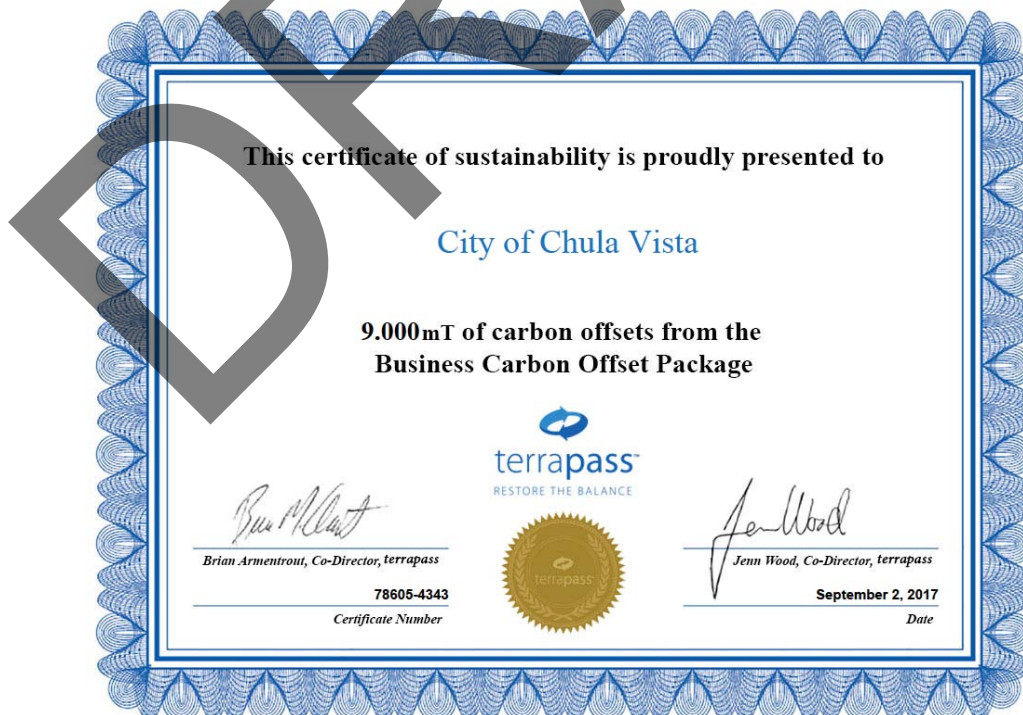 This certificate of sustainability is proudly presented to
City of Chula Vista
9.000mT of carbon offsets from the
Business Carbon Offset Package
terrapass™
RESTORE THE BALANCE
terrapass
Brian Armentrout, Co-Director, terrapass
78605-4343
Certificate Number
Jenn Wood, Co-Director, terrapass
September 2, 2017
Date